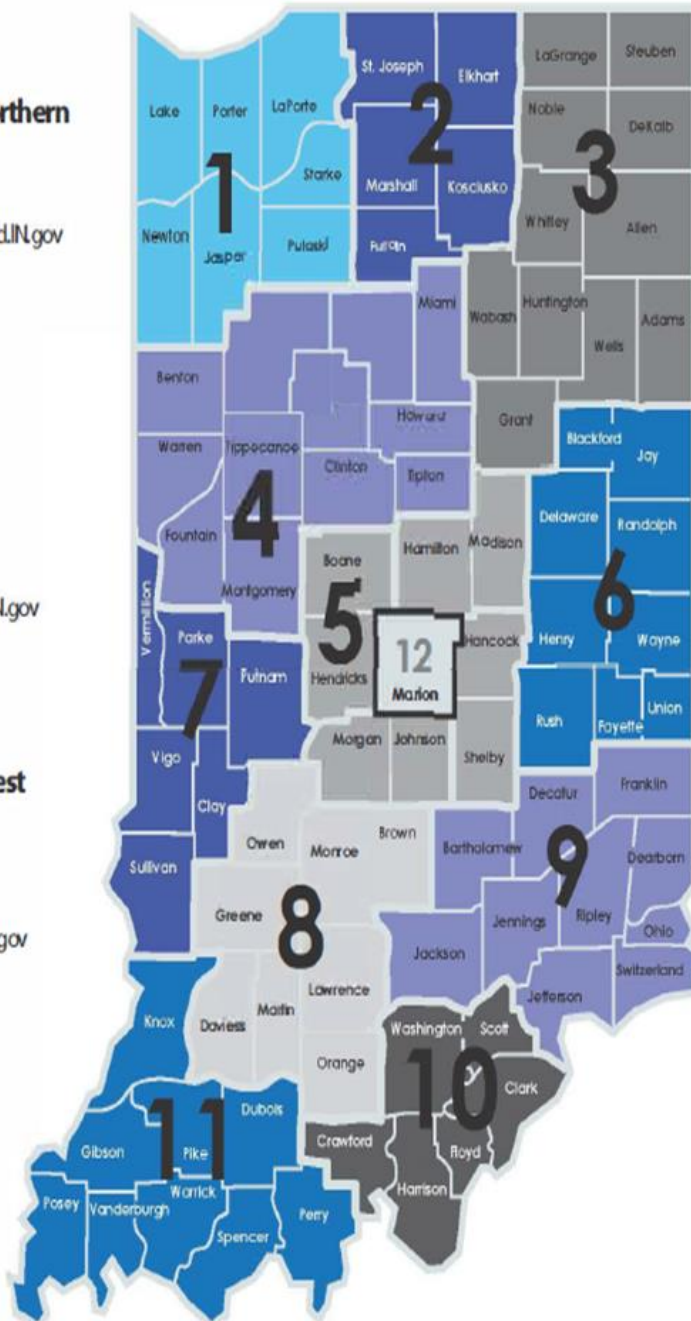 rthern
d.IN.gov
N.gov
est
gov
St. Joseph
Elkhart
LaGrange
Steuben
Lake
Porter
LaPorte
2
Noble
DeKalb
1
Starke
Marshall
Kosciusko
3
Newton
Jasper
Pulaski
Whitley
Allen
Miami
Wabash
Huntington
Wells
Adams
Benton
Howard
Grant
Blackford
Jay
Warren
Tippecanoe
Clinton
Tipton
4
Delaware
Randolph
Fountain
Montgomery
Boone
Hamilton
Madison
6
Vermillion
Parke
Putnam
5
12
Marion
Hancock
Henry
Wayne
7
Hendricks
Rush
Fayette
Union
Vigo
Clay
Morgan
Johnson
Shelby
Decatur
Franklin
Owen
Monroe
Brown
Bartholomew
9
Dearborn
Sullivan
Greene
8
Jennings
Ripley
Ohio
Jackson
Switzerland
Lawrence
Jefferson
Knox
Daviess
Martin
Washington
Scott
Orange
10
Clark
Dubois
11
Crawford
Floyd
Gibson
Pike
Harrison
Posey
Vanderburgh
Warrick
Spencer
Perry